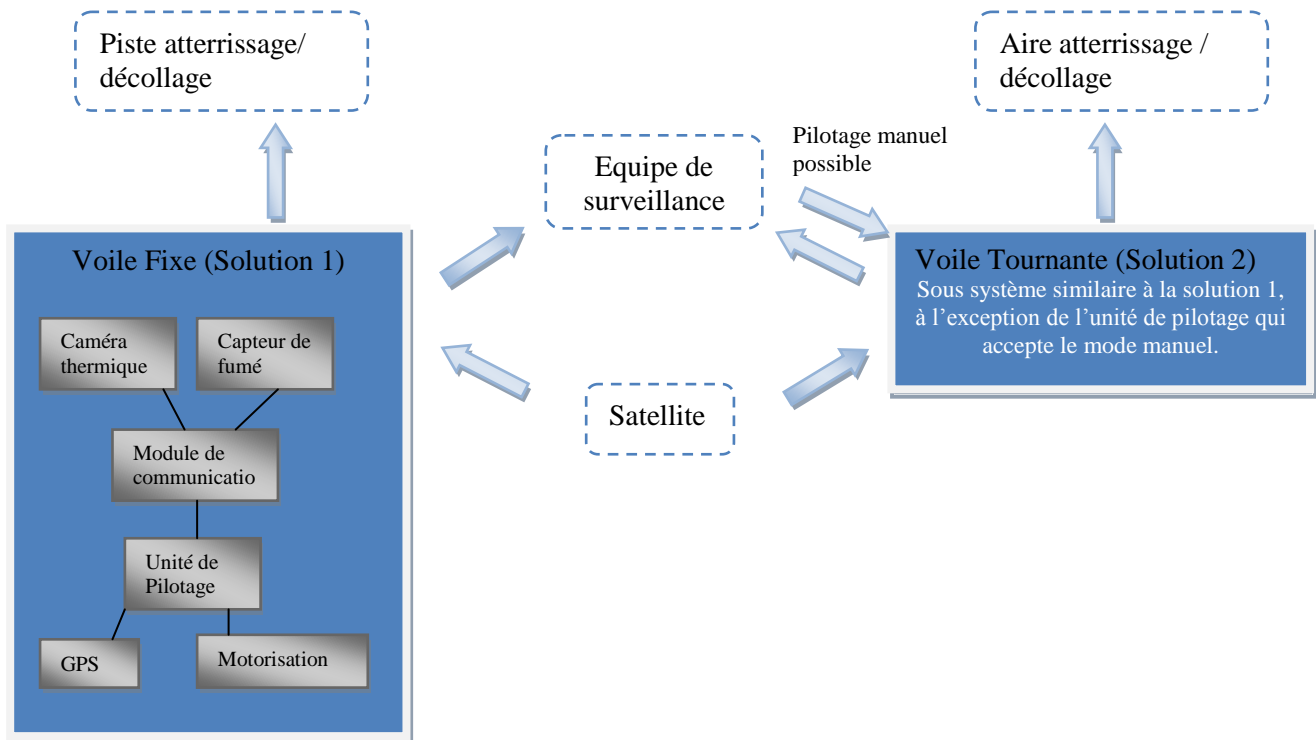 Piste atterrissage/
décollage
Aire atterrissage /
décollage
Pilotage manuel
possible
Equipe de
surveillance
Voile Fixe (Solution 1)
Caméra
thermique
Capteur de
fumé
Module de
communicatio
Unité de
Pilotage
GPS
Motorisation
Satellite
Voile Tournante (Solution 2)
Sous système similaire à la solution 1,
à l’exception de l’unité de pilotage qui
accepte le mode manuel.